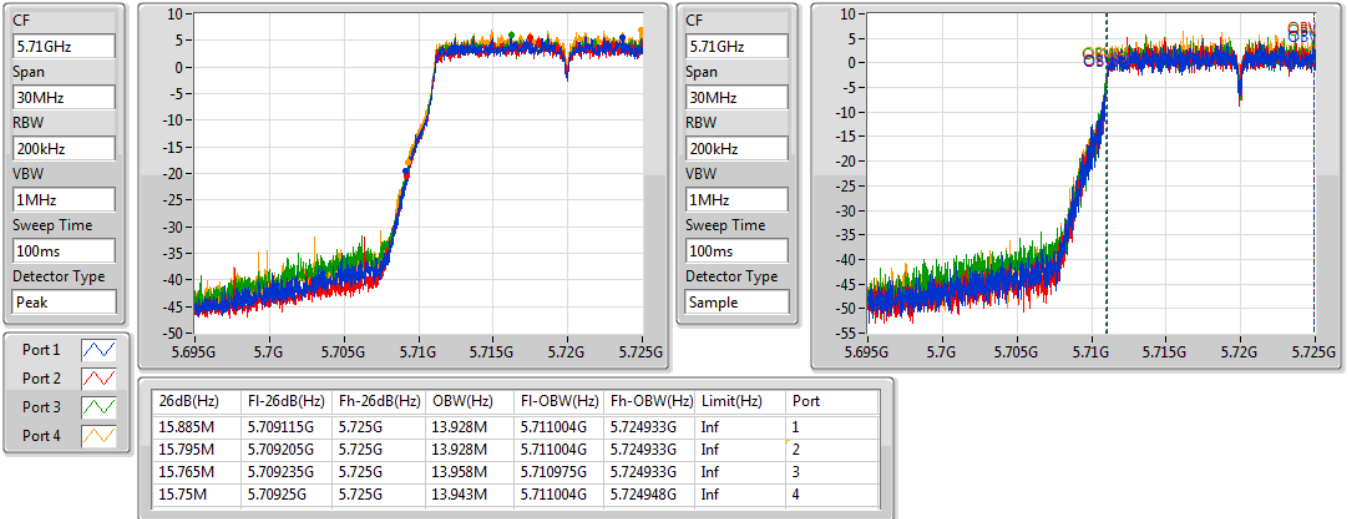 CF
5.71GHz
Span
30MHz
RBW
200kHz
VBW
1MHz
Sweep Time
100ms
Detector Type
Peak
10
5
0
-5
-10
-15
-20
-25
-30
-35
-40
-45
-50
5.695G 5.7G 5.705G 5.71G 5.715G 5.72G 5.725G
CF
5.71GHz
Span
30MHz
RBW
200kHz
VBW
1MHz
Sweep Time
100ms
Detector Type
Sample
10
5
0
-5
-10
-15
-20
-25
-30
-35
-40
-45
-50
-55
5.695G 5.7G 5.705G 5.71G 5.715G 5.72G 5.725G
Port 1
Port 2
Port 3
Port 4
26dB(Hz) Fl-26dB(Hz) Fh-26dB(Hz) OBW(Hz) Fl-OBW(Hz) Fh-OBW(Hz) Limit(Hz) Port
15.885M 5.709115G 5.725G 13.928M 5.711004G 5.724933G Inf 1
15.795M 5.709205G 5.725G 13.928M 5.711004G 5.724933G Inf 2
15.765M 5.709235G 5.725G 13.958M 5.710975G 5.724933G Inf 3
15.75M 5.70925G 5.725G 13.943M 5.711004G 5.724948G Inf 4